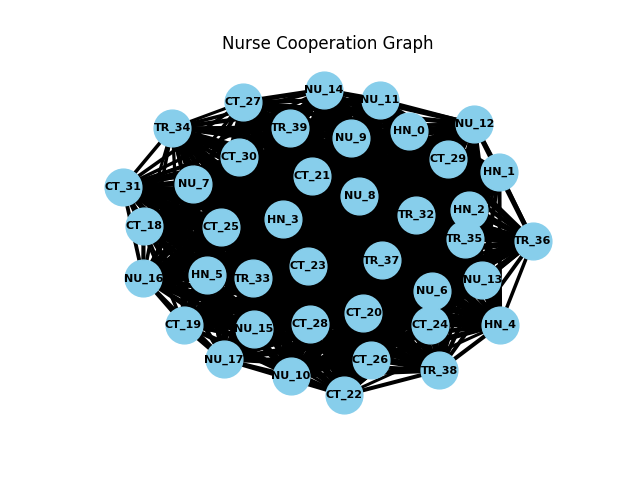 Nurse Cooperation Graph
NU_14
CT_27
NU_11
NU_12
TR_34
TR_39
HN_0
NU_9
CT_30
CT_29
HN_1
CT_21
NU_7
CT_31
NU_8
HN_2
TR_32
HN_3
CT_18
CT_25
TR_35
TR_36
TR_37
CT_23
HN_5
NU_16
TR_33
NU_13
NU_6
CT_20
CT_28
CT_19
CT_24
HN_4
NU_15
NU_17
CT_26
TR_38
NU_10
CT_22